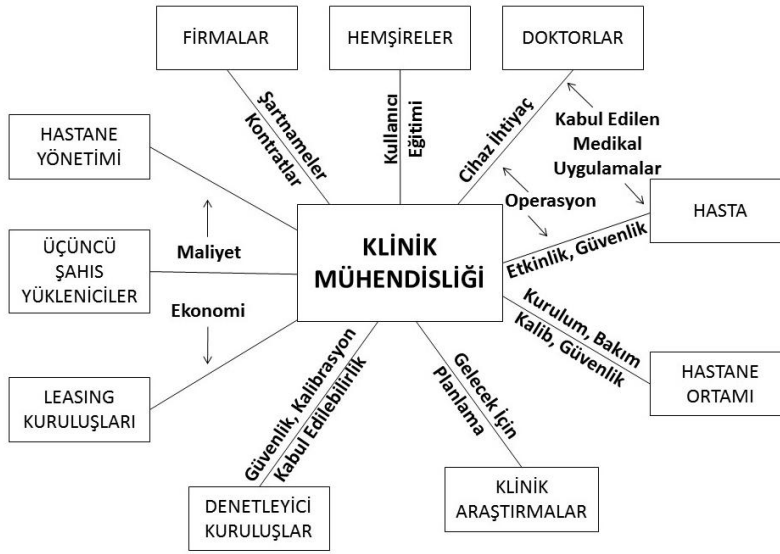 FİRMALAR
HEMŞİRELER
DOKTORLAR
Şartnameler
Kontratlar
Kullanıcı
Eğitimi
Cihaz İhtiyaç
Kabul Edilen
Medikal
Uygulamalar
HASTANE
YÖNETİMİ
Operasyon
HASTA
Maliyet
KLİNİK
MÜHENDİSLİĞİ
Etkinlik, Güvenlik
ÜÇÜNCÜ
ŞAHIS
YÜKLENİCİLER
Ekonomi
Kurulum, Bakım
Kalib, Güvenlik
LEASING
KURULUŞLARI
Güvenlik, Kalibrasyon
Kabul Edilebilirlik
Gelecek İçin
Planlama
HASTANE
ORTAMI
DENETLEYİCİ
KURULUŞLAR
KLİNİK
ARAŞTIRMALAR